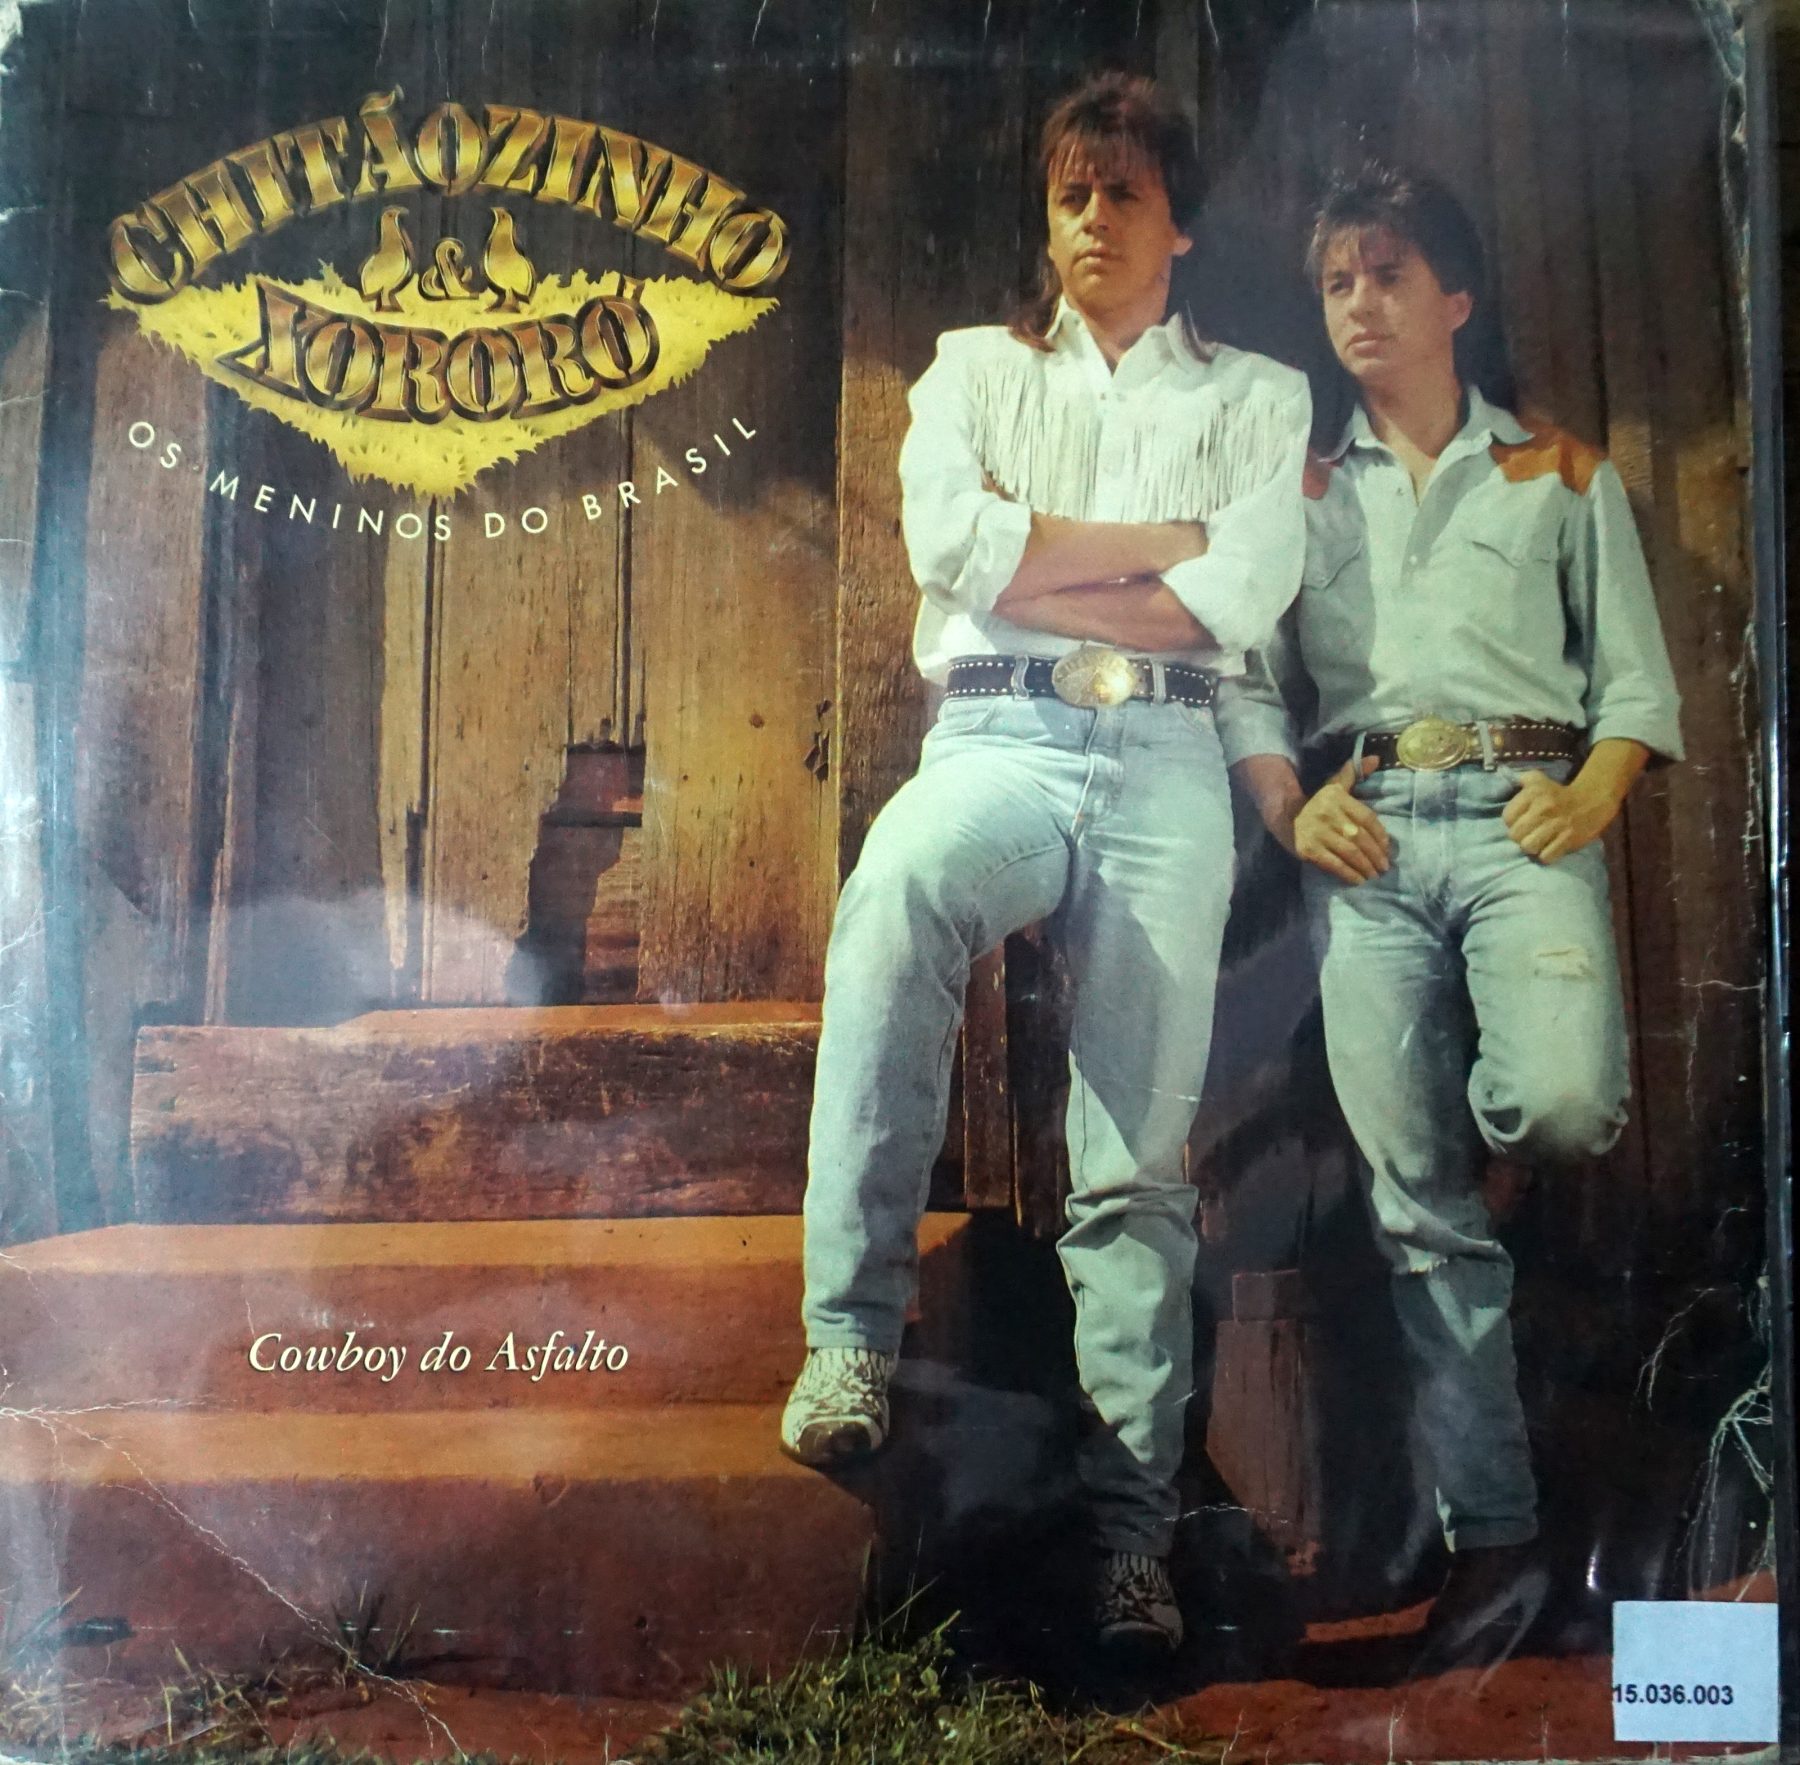 CHITÃOZINHO
&
XORORÓ
OS MENINOS DO BRASIL
Cowboy do Asfalto
15.036.003